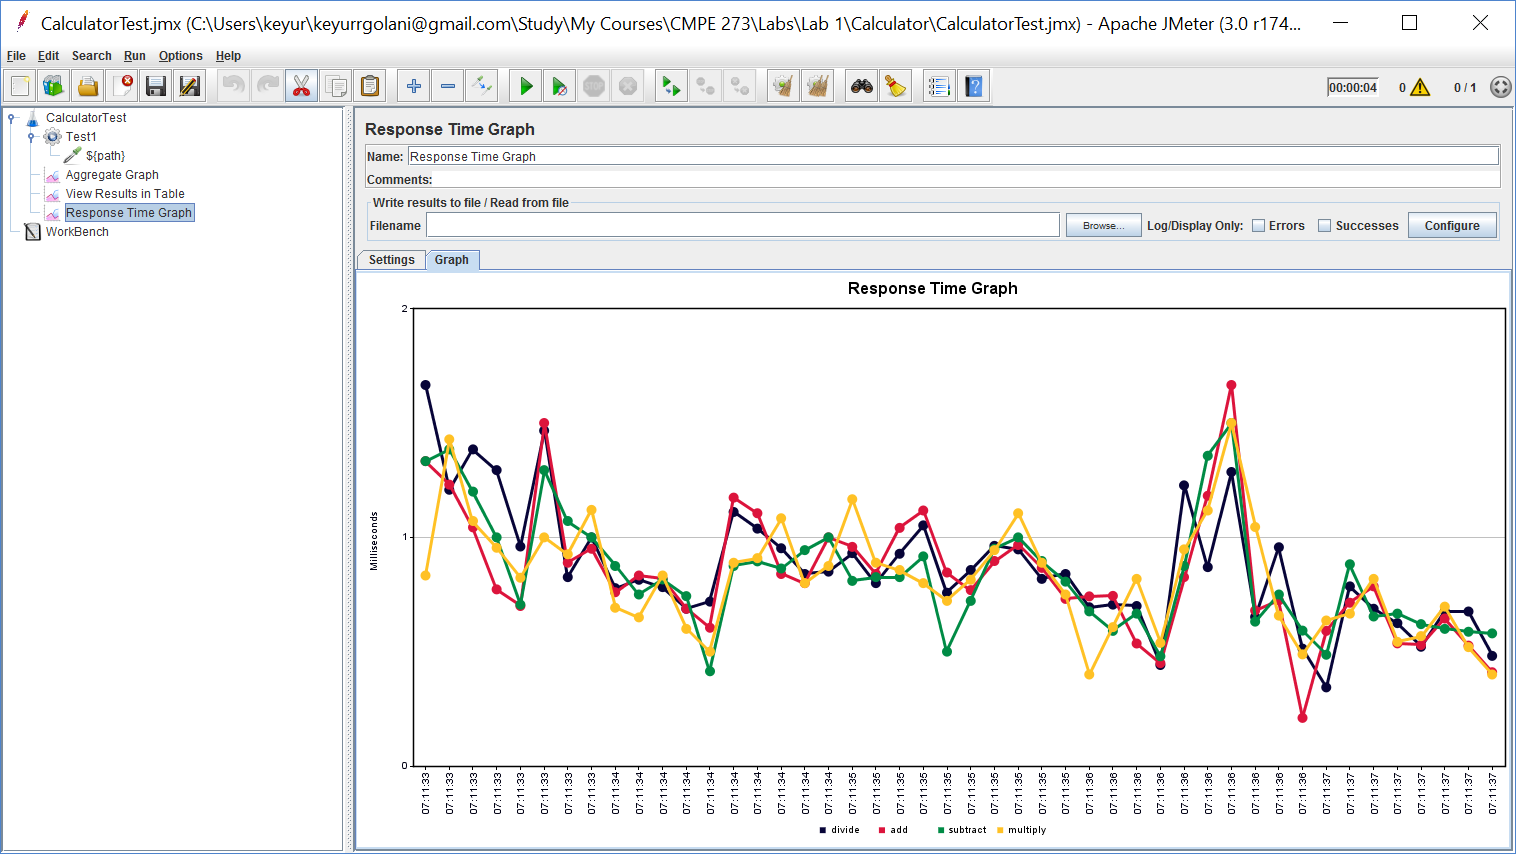 CalculatorTest.jmx (C:\Users\keyur\keyurrgolani@gmail.com\Study\My Courses\CMPE 273\Labs\Lab 1\Calculator\CalculatorTest.jmx) - Apache JMeter (3.0 r174...
File Edit Search Run Options Help
STOP ? 00:00:04 0 0 / 1
CalculatorTest
Test1
${path}
Aggregate Graph
View Results in Table
Response Time Graph
WorkBench
Response Time Graph
Name: Response Time Graph
Comments:
Write results to file / Read from file
Filename Browse... Log/Display Only: Errors Successes Configure
Settings Graph
Response Time Graph
2
1
0
Milliseconds
07:11:33 07:11:33 07:11:33 07:11:33 07:11:33 07:11:33 07:11:33 07:11:33 07:11:34 07:11:34 07:11:34 07:11:34 07:11:34 07:11:34 07:11:34 07:11:34 07:11:34 07:11:34 07:11:35 07:11:35 07:11:35 07:11:35 07:11:35 07:11:35 07:11:35 07:11:35 07:11:35 07:11:35 07:11:36 07:11:36 07:11:36 07:11:36 07:11:36 07:11:36 07:11:36 07:11:36 07:11:36 07:11:36 07:11:37 07:11:37 07:11:37 07:11:37 07:11:37 07:11:37 07:11:37 07:11:37
divide add subtract multiply